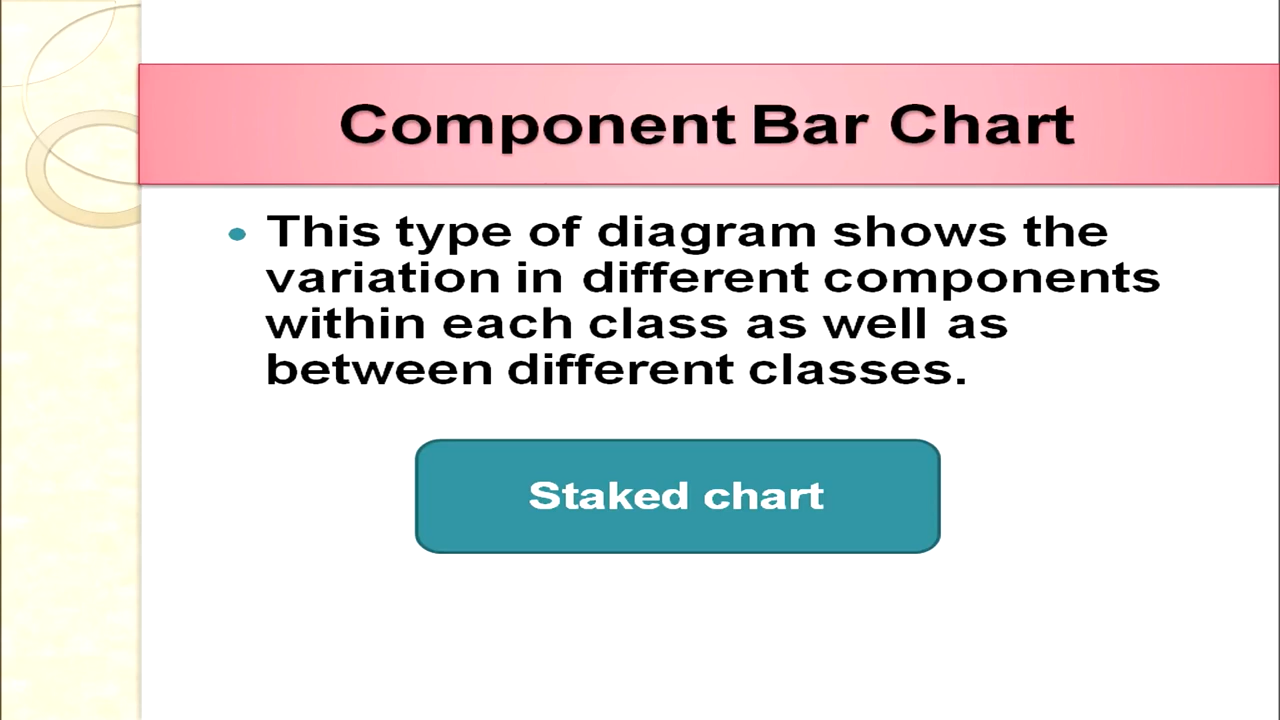 Component Bar Chart
• This type of diagram shows the
variation in different components
within each class as well as
between different classes.
Staked chart